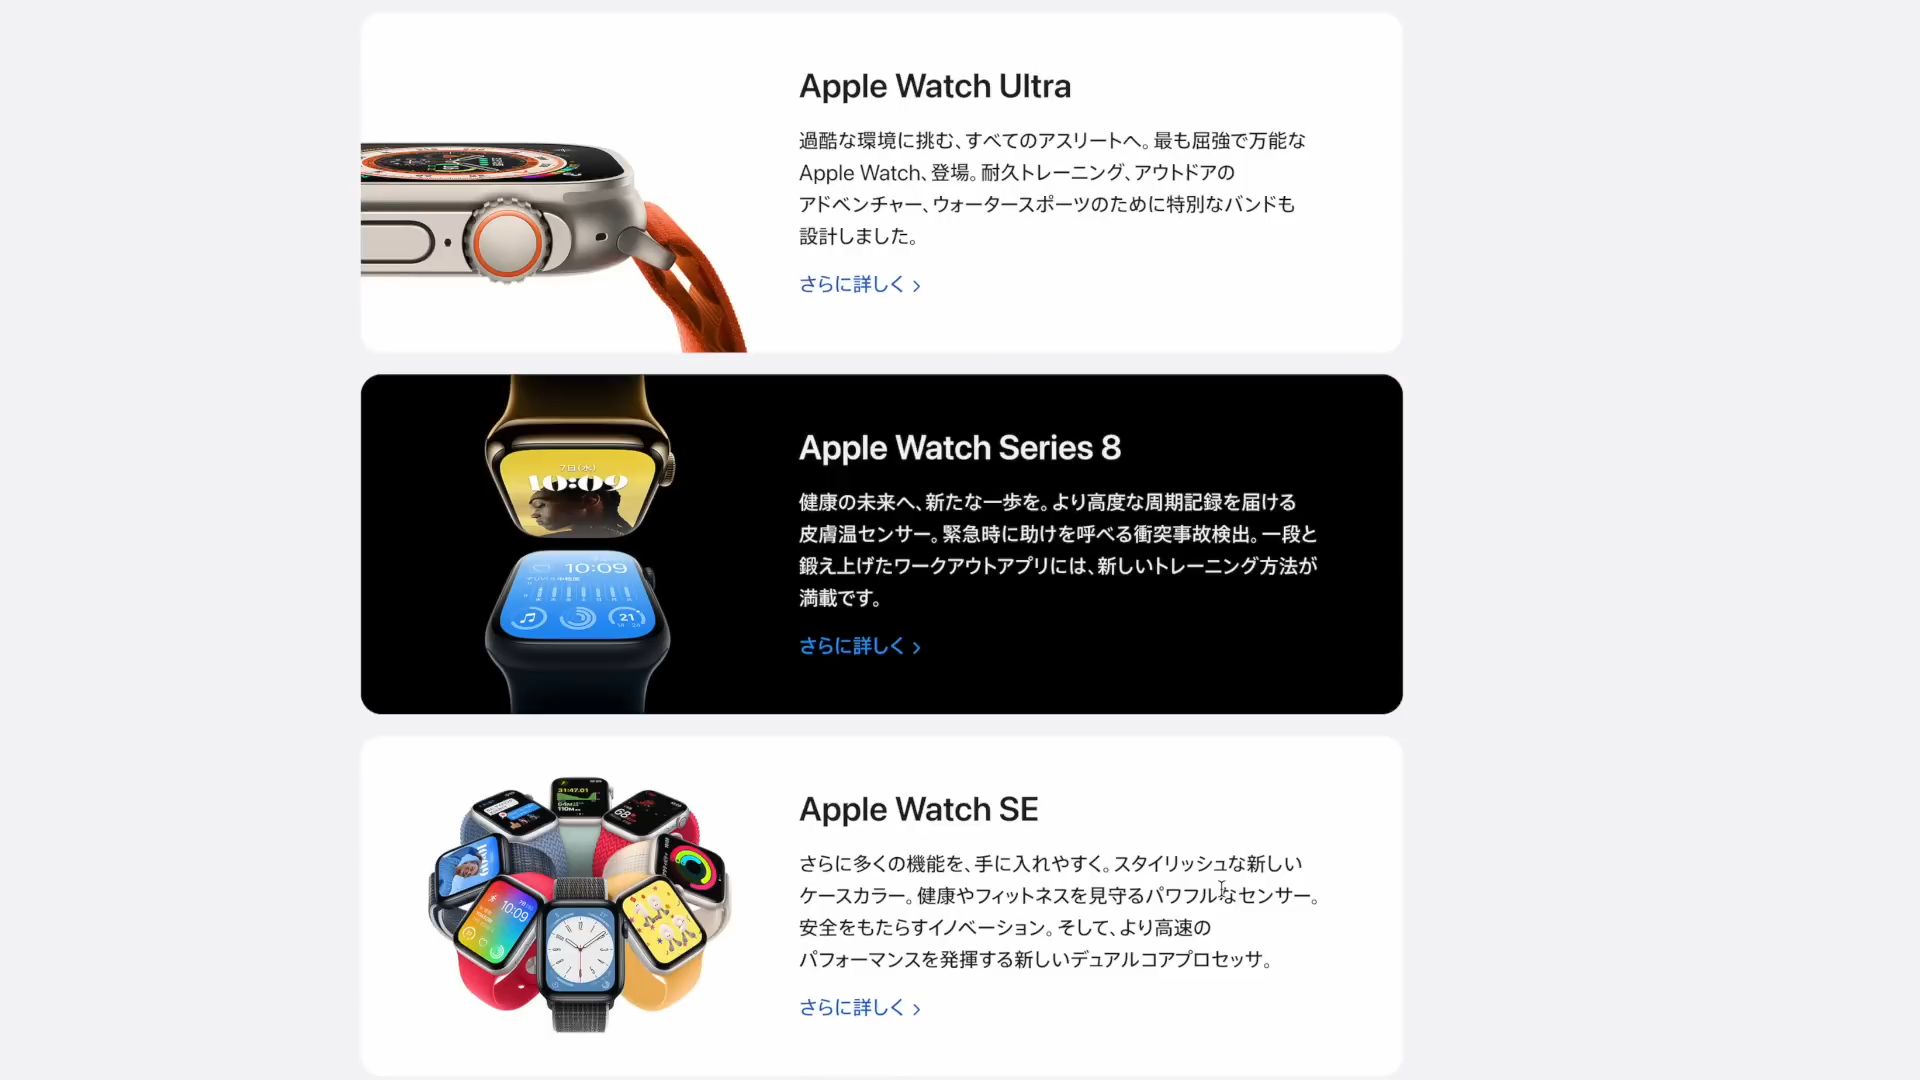 Apple Watch Ultra
過酷な環境に挑む、すべてのアスリートへ。最も屈強で万能な
Apple Watch、登場。耐久トレーニング、アウトドアの
アドベンチャー、ウォータースポーツのために特別なバンドも
設計しました。
さらに詳しく >
7日(水)
10:09
10:09
21
Apple Watch Series 8
健康の未来へ、新たな一歩を。より高度な周期記録を届ける
皮膚温センサー。緊急時に助けを呼べる衝突事故検出。一段と
鍛え上げたワークアウトアプリには、新しいトレーニング方法が
満載です。
さらに詳しく >
31:47.01
68
10:09
Apple Watch SE
さらに多くの機能を、手に入れやすく。スタイリッシュな新しい
ケースカラー。健康やフィットネスを見守るパワフルなセンサー。
安全をもたらすイノベーション。そして、より高速の
パフォーマンスを発揮する新しいデュアルコアプロセッサ。
さらに詳しく >